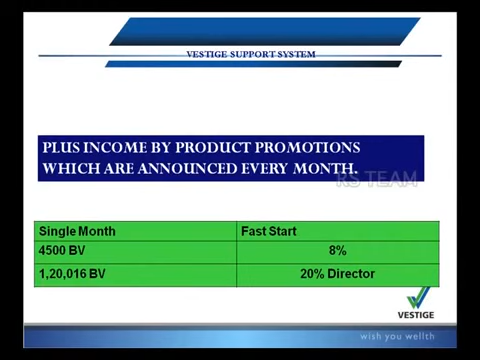 VESTIGE SUPPORT SYSTEM
PLUS INCOME BY PRODUCT PROMOTIONS
WHICH ARE ANNOUNCED EVERY MONTH.
RS TEAM
Single Month Fast Start
4500 BV 8%
1,20,016 BV 20% Director
VESTIGE
wish you wellth